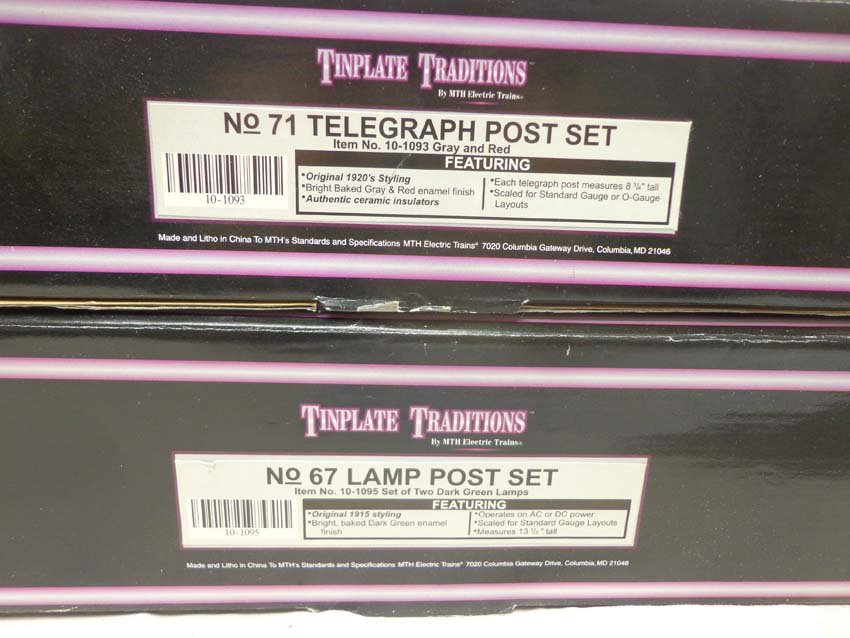 TINPLATE TRADITIONS™
By MTH Electric Trains®
No 71 TELEGRAPH POST SET
Item No. 10-1093 Gray and Red
FEATURING
•Original 1920's Styling
•Bright Baked Gray & Red enamel finish
•Authentic ceramic insulators
•Each telegraph post measures 8 ¾" tall
•Scaled for Standard Gauge or O-Gauge
Layouts
10-1093
Made and Litho in China To MTH's Standards and Specifications MTH Electric Trains® 7020 Columbia Gateway Drive, Columbia, MD 21046
TINPLATE TRADITIONS™
By MTH Electric Trains®
No 67 LAMP POST SET
Item No. 10-1095 Set of Two Dark Green Lamps
FEATURING
•Original 1915 styling
•Bright, baked Dark Green enamel
finish
•Operates on AC or DC power
•Scaled for Standard Gauge Layouts
•Measures 13 ½ " tall
10-1095
Made and Litho in China To MTH's Standards and Specifications MTH Electric Trains® 7020 Columbia Gateway Drive, Columbia, MD 21046